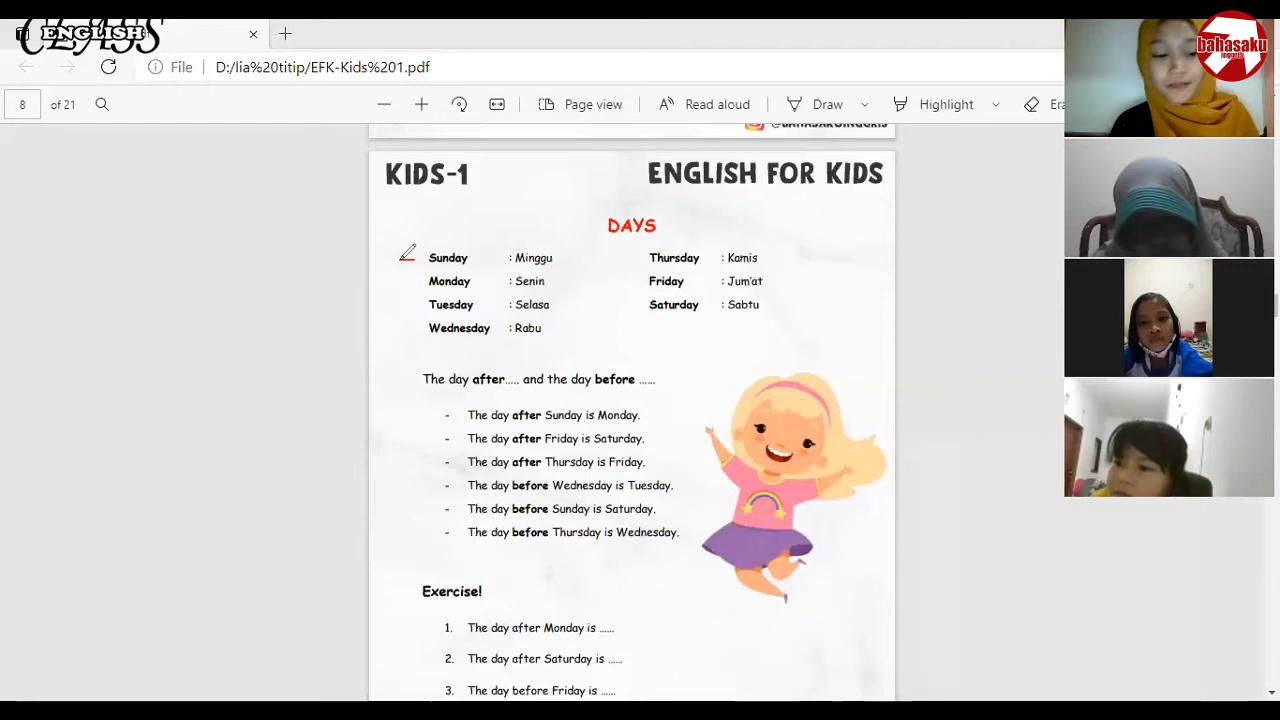 CLASS
ENGLISH
bahasaku
inggris
File D:/lia%20titip/EFK-Kids%201.pdf
8 of 21 Page view Read aloud Draw Highlight Era
@BAHASAKUINGGRIS
KIDS-1 ENGLISH FOR KIDS
DAYS
Sunday : Minggu Thursday : Kamis
Monday : Senin Friday : Jum'at
Tuesday : Selasa Saturday : Sabtu
Wednesday : Rabu
The day after..... and the day before ......
- The day after Sunday is Monday.
- The day after Friday is Saturday.
- The day after Thursday is Friday.
- The day before Wednesday is Tuesday.
- The day before Sunday is Saturday.
- The day before Thursday is Wednesday.
Exercise!
1. The day after Monday is ......
2. The day after Saturday is ......
3. The day before Friday is ......